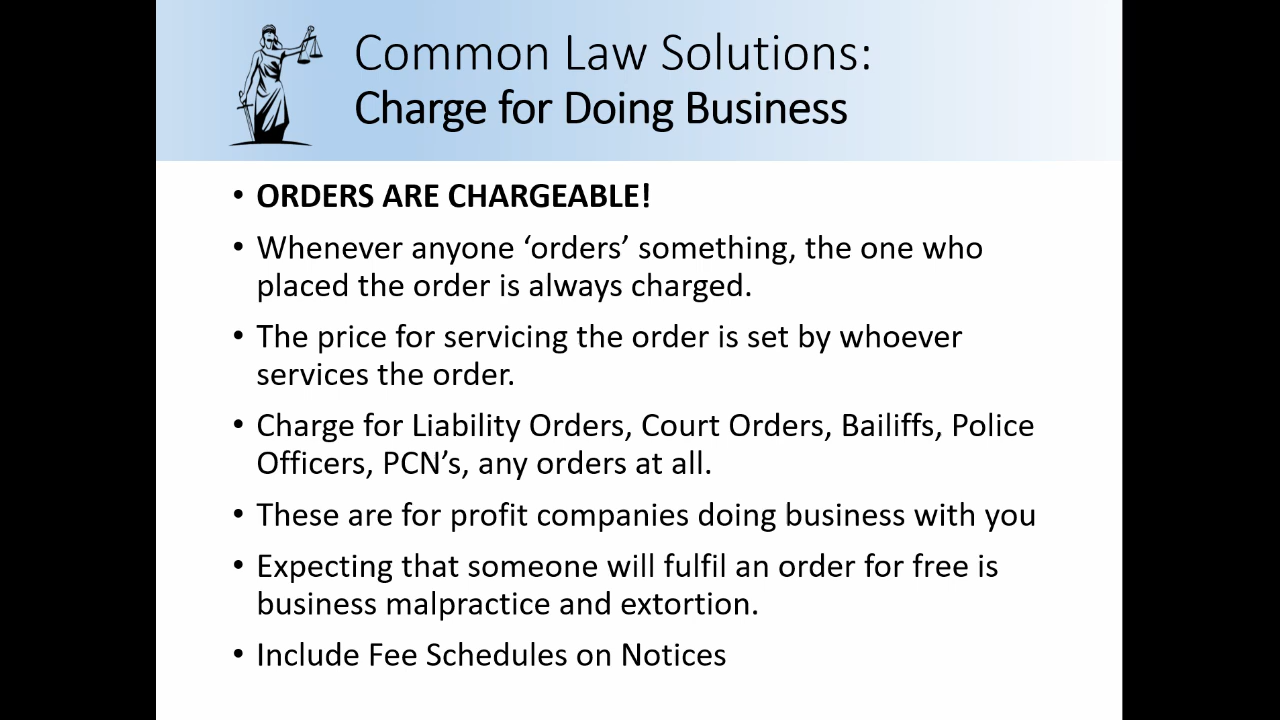 Common Law Solutions:
Charge for Doing Business
• ORDERS ARE CHARGEABLE!
• Whenever anyone ‘orders’ something, the one who
placed the order is always charged.
• The price for servicing the order is set by whoever
services the order.
• Charge for Liability Orders, Court Orders, Bailiffs, Police
Officers, PCN’s, any orders at all.
• These are for profit companies doing business with you
• Expecting that someone will fulfil an order for free is
business malpractice and extortion.
• Include Fee Schedules on Notices